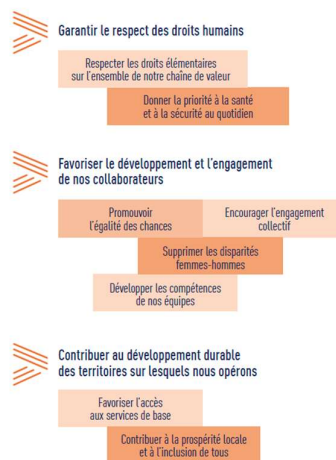 Garantir le respect des droits humains
Respecter les droits élémentaires
sur l'ensemble de notre chaîne de valeur
Donner la priorité à la santé
et à la sécurité au quotidien
Favoriser le développement et l'engagement
de nos collaborateurs
Promouvoir
l'égalité des chances
Encourager l'engagement
collectif
Supprimer les disparités
femmes-hommes
Développer les compétences
de nos équipes
Contribuer au développement durable
des territoires sur lesquels nous opérons
Favoriser l'accès
aux services de base
Contribuer à la prospérité locale
et à l'inclusion de tous